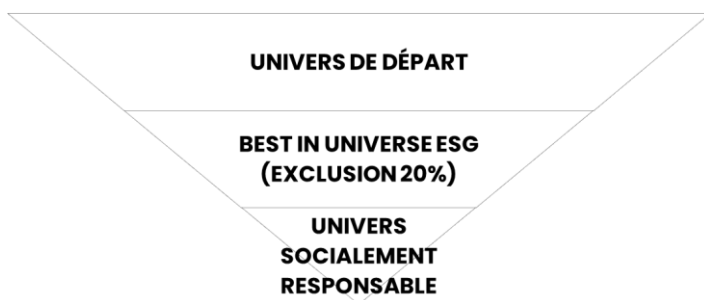 UNIVERS DE DÉPART
BEST IN UNIVERSE ESG
(EXCLUSION 20%)
UNIVERS
SOCIALEMENT
RESPONSABLE